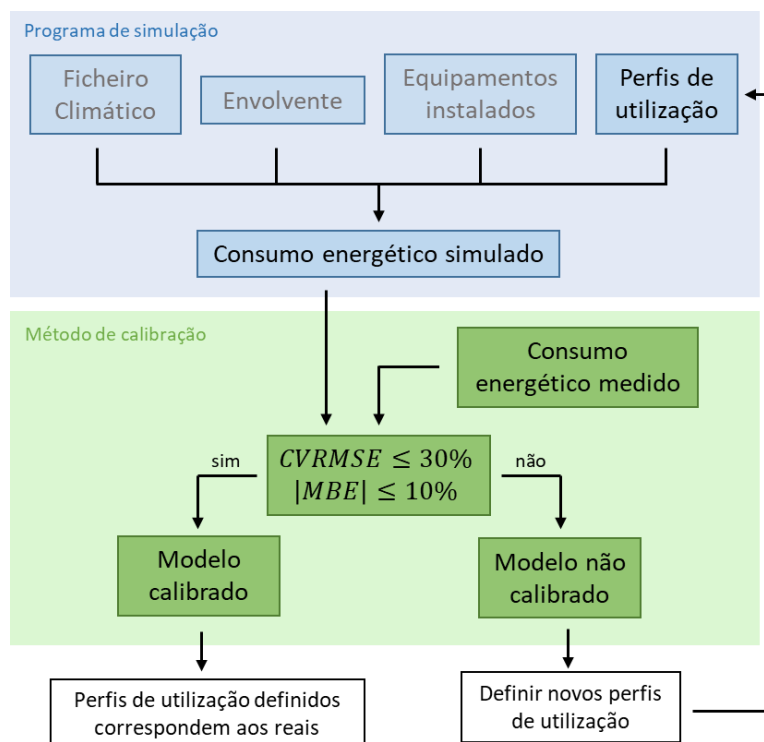 Programa de simulação
Ficheiro
Climático
Envolvente
Equipamentos
instalados
Perfis de
utilização
Consumo energético simulado
Método de calibração
Consumo
energético medido
CVRMSE ≤ 30%
|MBE| ≤ 10%
sim
não
Modelo
calibrado
Modelo não
calibrado
Perfis de utilização definidos
correspondem aos reais
Definir novos perfis
de utilização